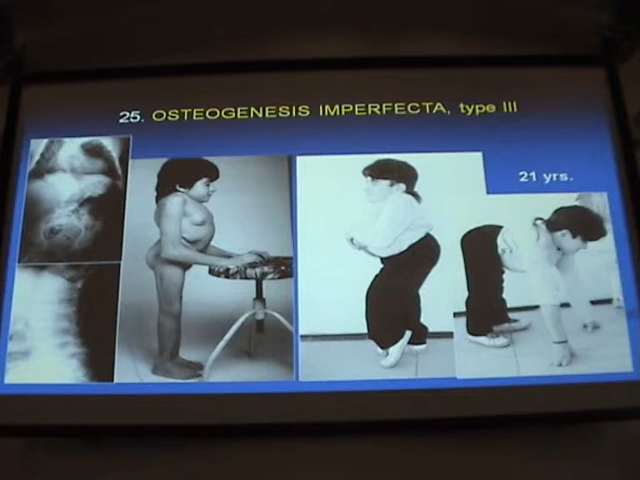 25. OSTEOGENESIS IMPERFECTA, type III
21 yrs.